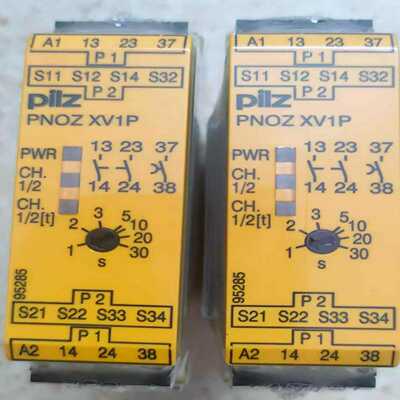 A1 13 23 37
P 1
S11 S12 S14 S32
P 2
pilz
PNOZ XV1P
PWR 13 23 37
CH. 1/2
14 24 38
CH. 1/2[t]
1 2 3 5 10 20 30
s
95285
P 2
S21 S22 S33 S34
P 1
A2 14 24 38
A1 13 23 37
P 1
S11 S12 S14 S32
P 2
pilz
PNOZ XV1P
PWR 13 23 37
CH. 1/2
14 24 38
CH. 1/2[t]
1 2 3 5 10 20 30
s
95285
P 2
S21 S22 S33 S34
P 1
A2 14 24 38